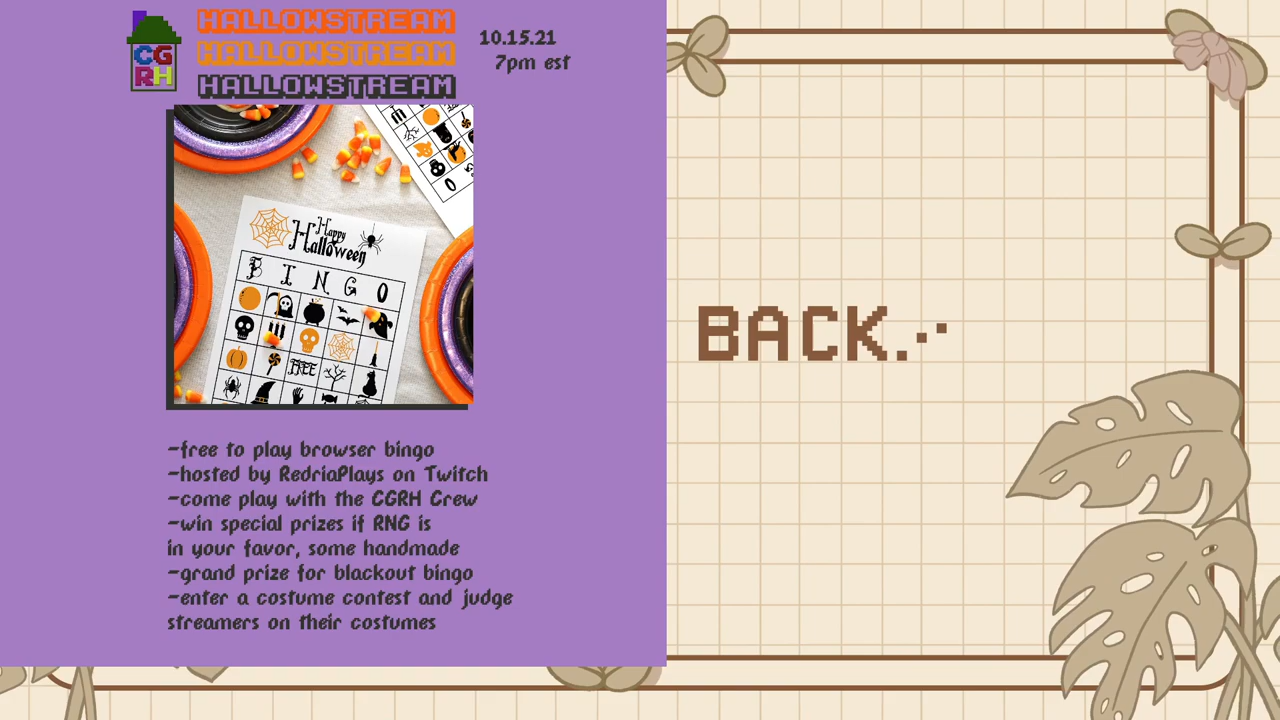 CG
RH
HALLOWSTREAM
HALLOWSTREAM
HALLOWSTREAM
10.15.21
7pm est
Happy
Halloween
B I N G O
FREE
-free to play browser bingo
-hosted by RedriaPlays on Twitch
-come play with the CGRH Crew
-win special prizes if RNG is
in your favor, some handmade
-grand prize for blackout bingo
-enter a costume contest and judge
streamers on their costumes
BACK...